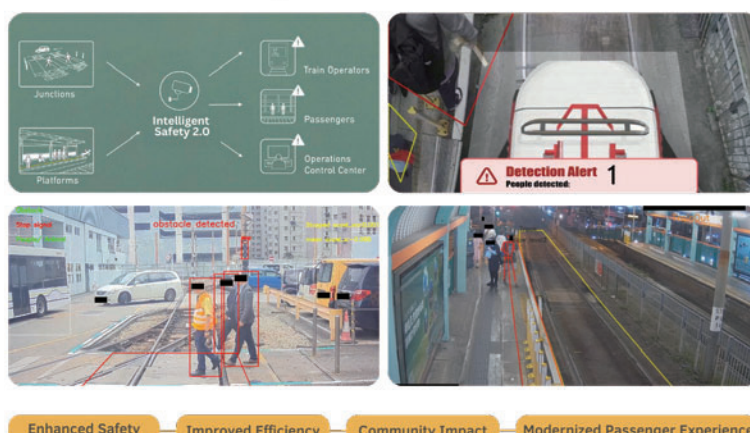 Junctions
Platforms
Intelligent
Safety 2.0
Train Operators
Passengers
Operations
Control Center
Detection Alert 1
People detected:
obstacle detected
Enhanced Safety
Improved Efficiency
Community Impact
Modernized Passenger Experience